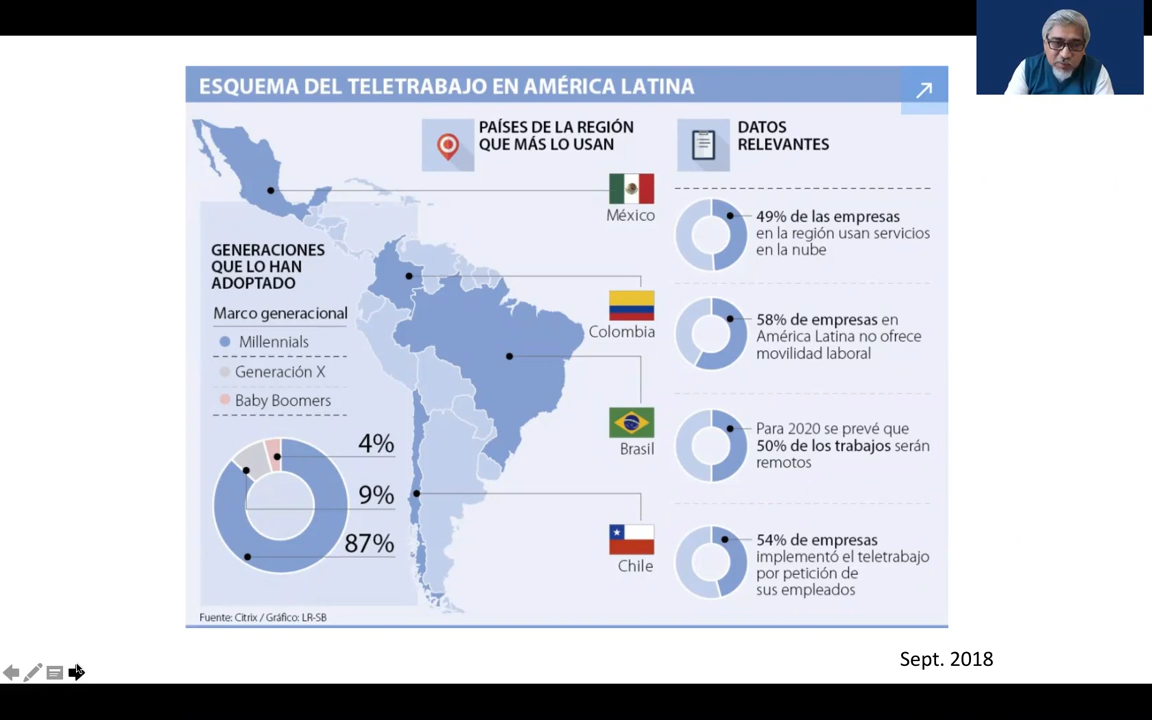 ESQUEMA DEL TELETRABAJO EN AMÉRICA LATINA
PAÍSES DE LA REGIÓN
QUE MÁS LO USAN
DATOS
RELEVANTES
México
Colombia
Brasil
Chile
GENERACIONES
QUE LO HAN
ADOPTADO
Marco generacional
Millennials
Generación X
Baby Boomers
4%
9%
87%
49% de las empresas
en la región usan servicios
en la nube
58% de empresas en
América Latina no ofrece
movilidad laboral
Para 2020 se prevé que
50% de los trabajos serán
remotos
54% de empresas
implementó el teletrabajo
por petición de
sus empleados
Fuente: Citrix / Gráfico: LR-SB
Sept. 2018